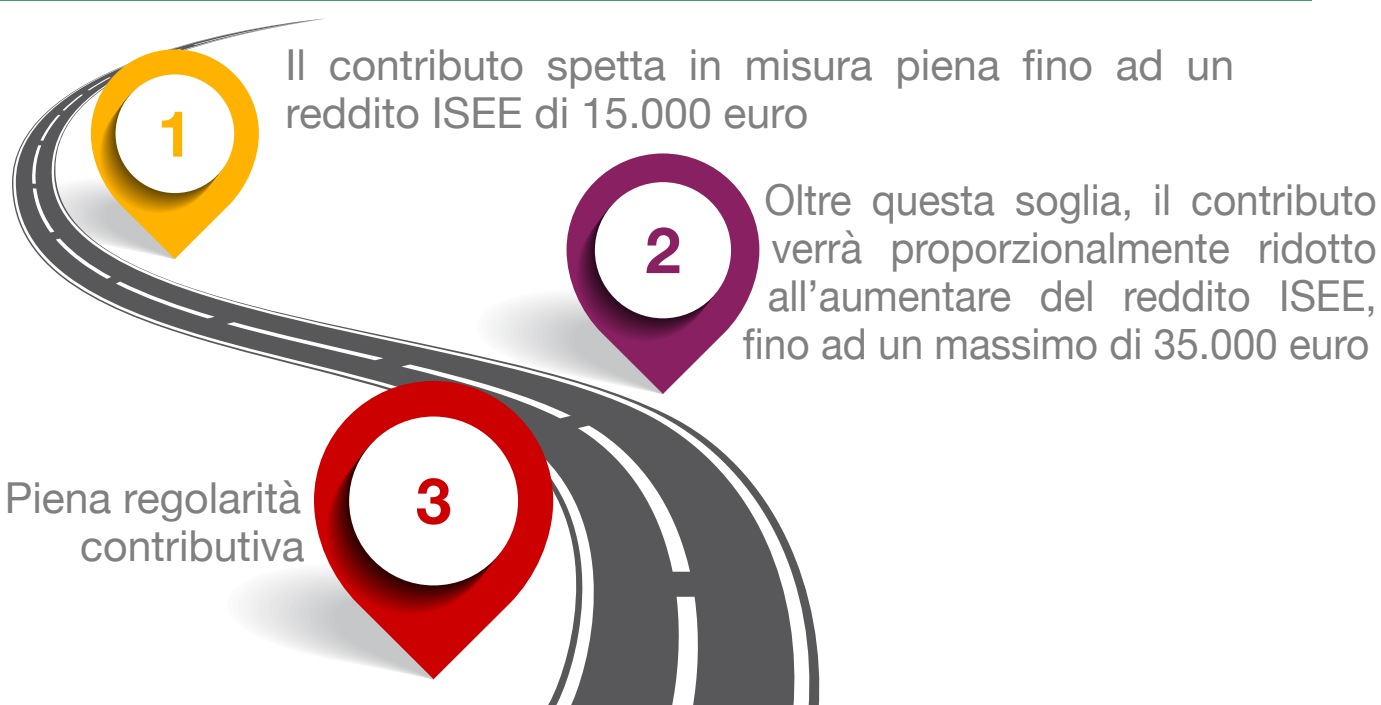 1
Il contributo spetta in misura piena fino ad un
reddito ISEE di 15.000 euro
2
Oltre questa soglia, il contributo
verrà proporzionalmente ridotto
all’aumentare del reddito ISEE,
fino ad un massimo di 35.000 euro
3
Piena regolarità
contributiva